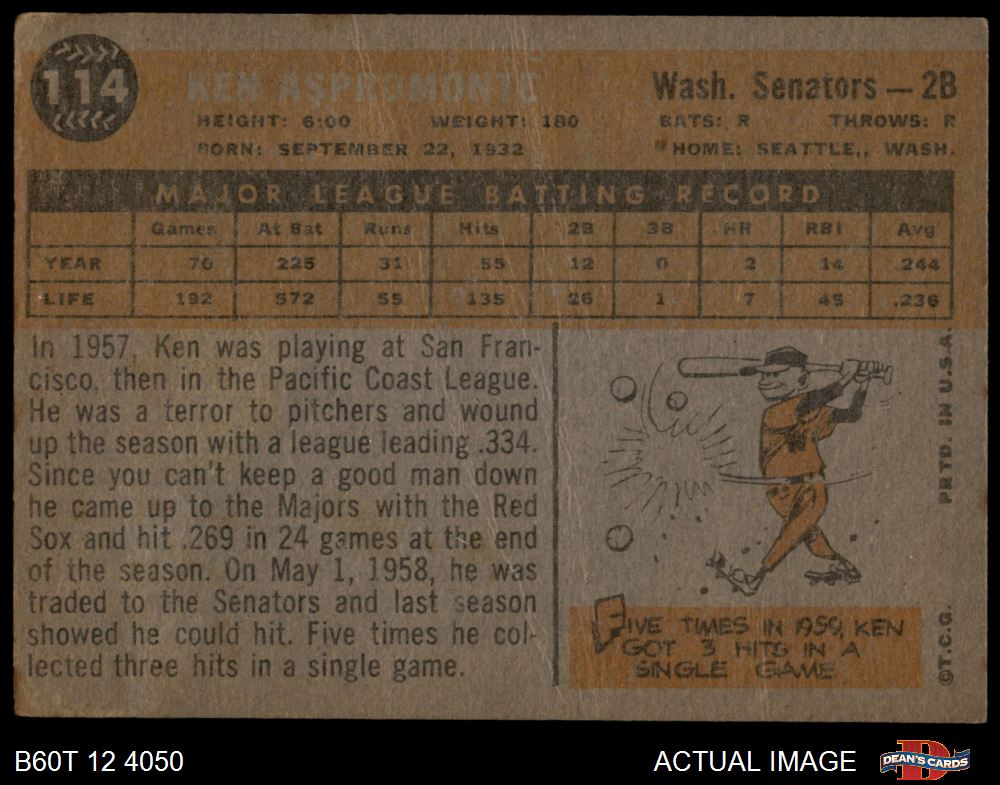 114
KEN ASPROMONTE
Wash. Senators — 2B
HEIGHT: 6:00 WEIGHT: 180 BATS: R THROWS: R
BORN: SEPTEMBER 22, 1932 HOME: SEATTLE,, WASH.
MAJOR LEAGUE BATTING RECORD
Games At Bat Runs Hits 2B 3B HR RBI Avg
YEAR 70 225 31 55 12 0 2 14 .244
LIFE 192 572 55 135 26 1 7 45 .236
In 1957, Ken was playing at San Fran-
cisco, then in the Pacific Coast League.
He was a terror to pitchers and wound
up the season with a league leading .334.
Since you can't keep a good man down
he came up to the Majors with the Red
Sox and hit .269 in 24 games at the end
of the season. On May 1, 1958, he was
traded to the Senators and last season
showed he could hit. Five times he col-
lected three hits in a single game.
FIVE TIMES IN 1959, KEN
GOT 3 HITS IN A
SINGLE GAME
©T.C.G. PRTD. IN U.S.A.
B60T 12 4050
ACTUAL IMAGE
DEAN'S CARDS